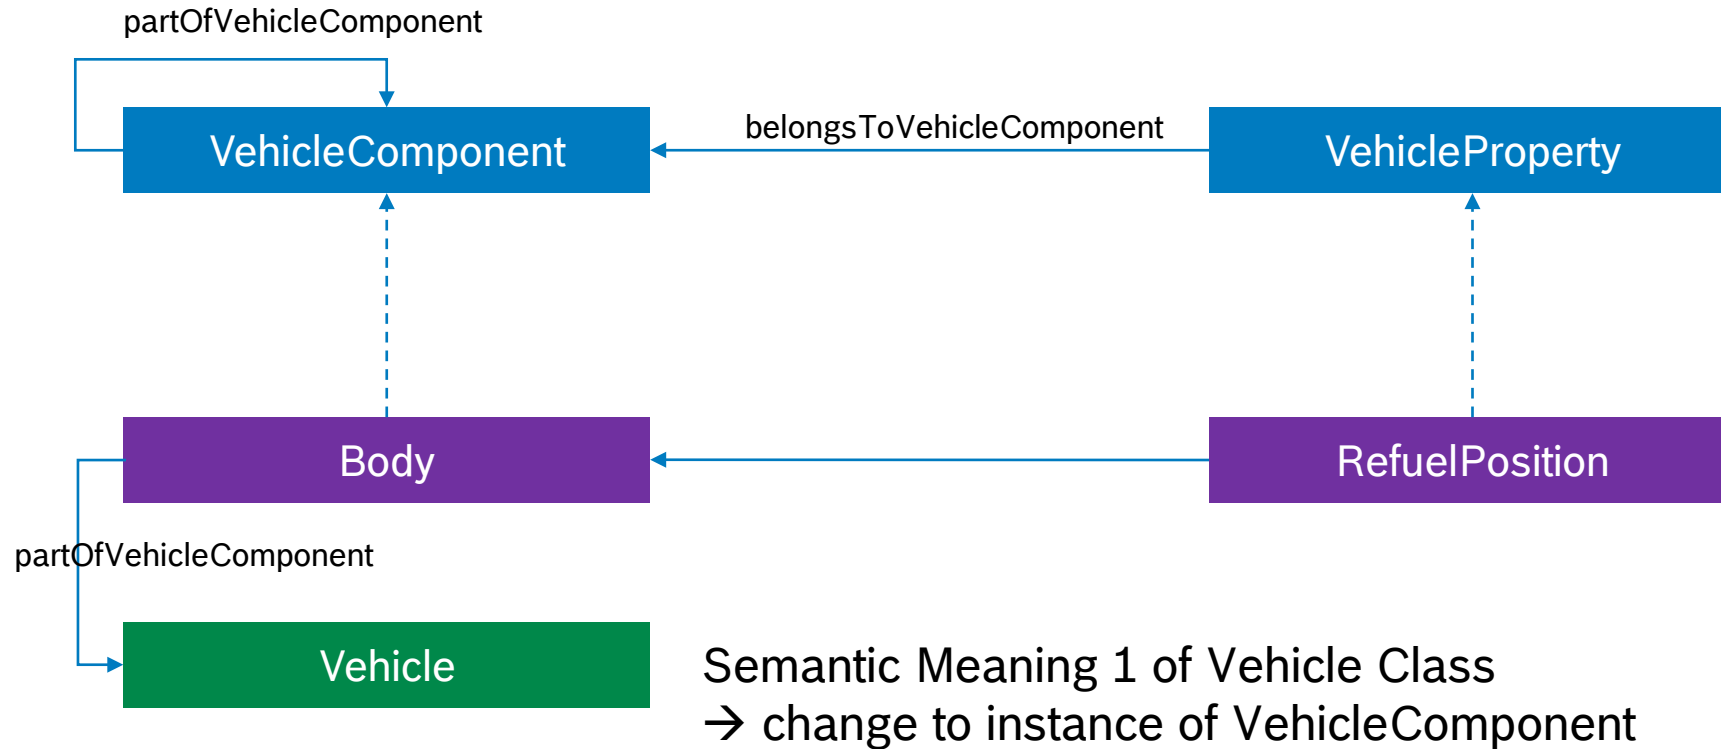 partOfVehicleComponent
VehicleComponent
belongsToVehicleComponent
VehicleProperty
Body
RefuelPosition
partOfVehicleComponent
Vehicle
Semantic Meaning 1 of Vehicle Class
→ change to instance of VehicleComponent